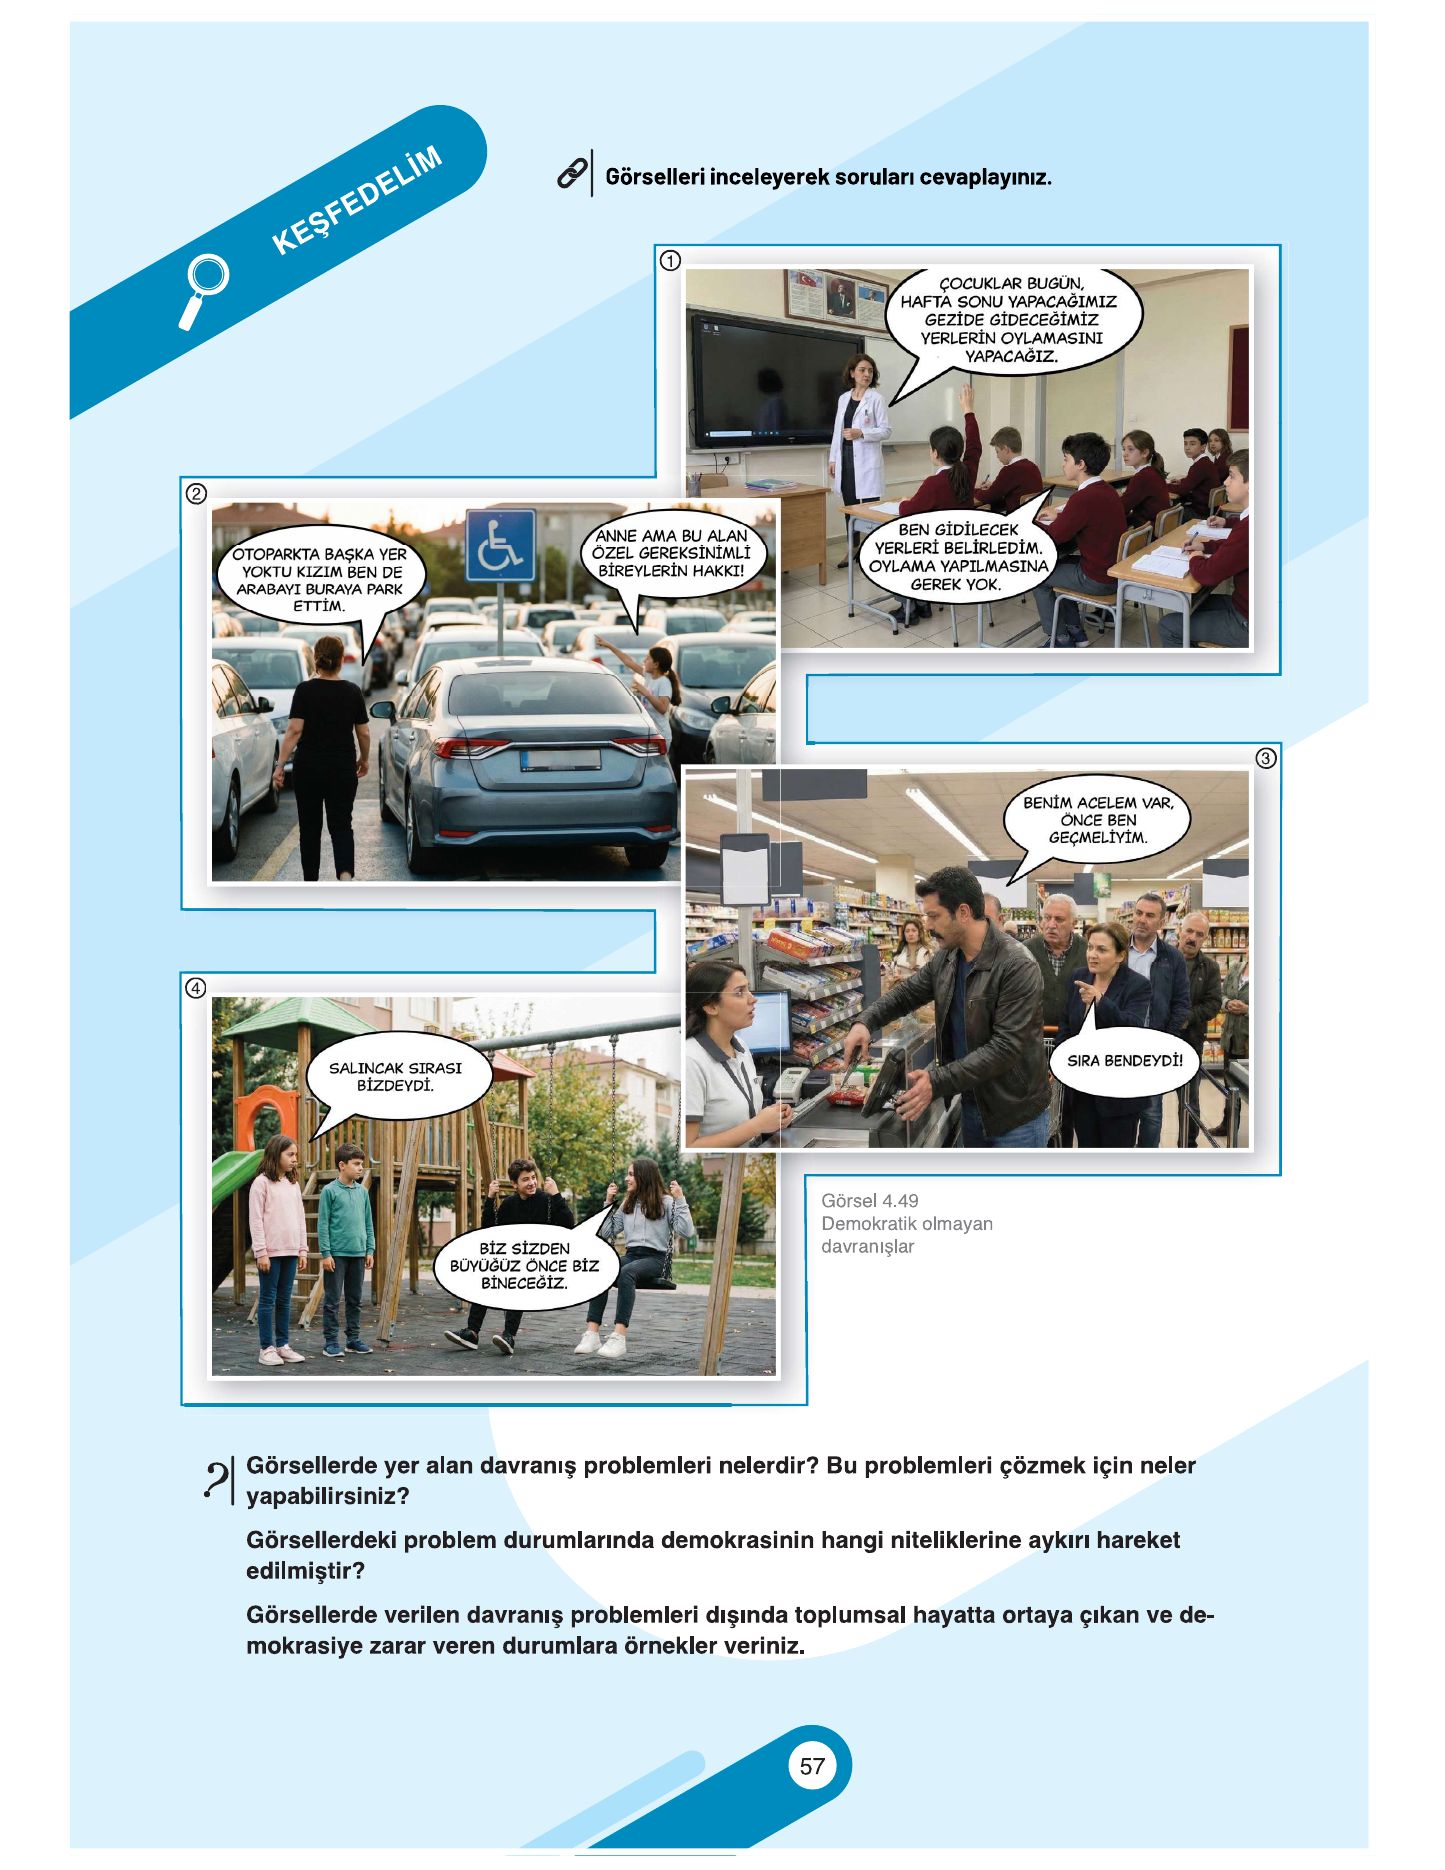 KEŞFEDELİM
Görselleri inceleyerek soruları cevaplayınız.
1
ÇOCUKLAR BUGÜN,
HAFTA SONU YAPACAĞIMIZ
GEZİDE GİDECEĞİMİZ
YERLERİN OYLAMASINI
YAPACAĞIZ.
BEN GİDİLECEK
YERLERİ BELİRLEDİM.
OYLAMA YAPILMASINA
GEREK YOK.
2
OTOPARKTA BAŞKA YER
YOKTU KIZIM BEN DE
ARABAYI BURAYA PARK
ETTİM.
ANNE AMA BU ALAN
ÖZEL GEREKSİNİMLİ
BİREYLERİN HAKKI!
3
BENİM ACELEM VAR,
ÖNCE BEN
GEÇMELİYİM.
SIRA BENDEYDİ!
4
SALINCAK SIRASI
BİZDEYDİ.
BİZ SİZDEN
BÜYÜĞÜZ ÖNCE BİZ
BİNECEĞİZ.
Görsel 4.49
Demokratik olmayan
davranışlar
Görsellerde yer alan davranış problemleri nelerdir? Bu problemleri çözmek için neler
yapabilirsiniz?
Görsellerdeki problem durumlarında demokrasinin hangi niteliklerine aykırı hareket
edilmiştir?
Görsellerde verilen davranış problemleri dışında toplumsal hayatta ortaya çıkan ve de-
mokrasiye zarar veren durumlara örnekler veriniz.
57